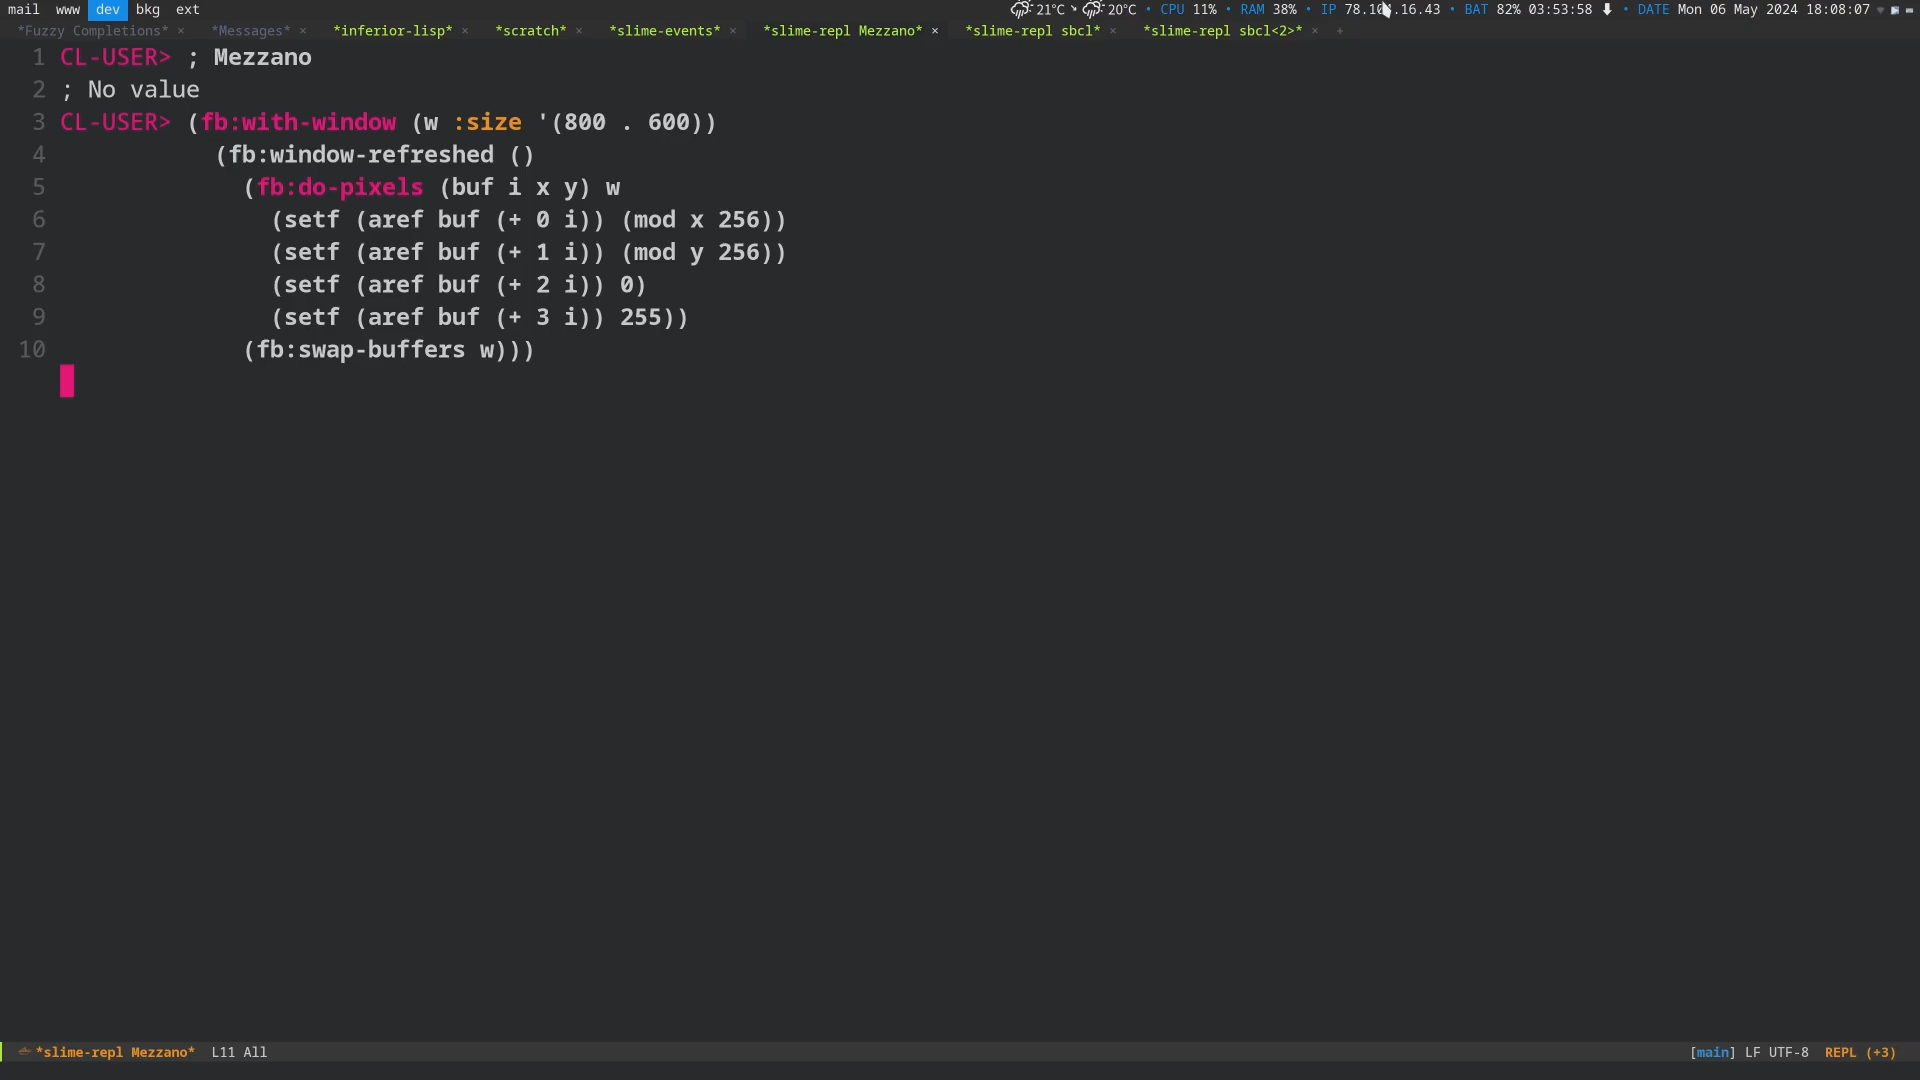 mail www dev bkg ext 21°C 20°C • CPU 11% • RAM 38% • IP .16.43 • BAT 82% 03:53:58 • DATE Mon 06 May 2024 18:08:07
*Fuzzy Completions* × *Messages* × *inferior-lisp* × *scratch* × *slime-events* × *slime-repl Mezzano* × *slime-repl sbcl* × *slime-repl sbcl<2>* × +
1 CL-USER> ; Mezzano
2 ; No value
3 CL-USER> (fb:with-window (w :size '(800 . 600))
4 (fb:window-refreshed ()
5 (fb:do-pixels (buf i x y) w
6 (setf (aref buf (+ 0 i)) (mod x 256))
7 (setf (aref buf (+ 1 i)) (mod y 256))
8 (setf (aref buf (+ 2 i)) 0)
9 (setf (aref buf (+ 3 i)) 255))
10 (fb:swap-buffers w)))
*slime-repl Mezzano* L11 All [main] LF UTF-8 REPL (+3)